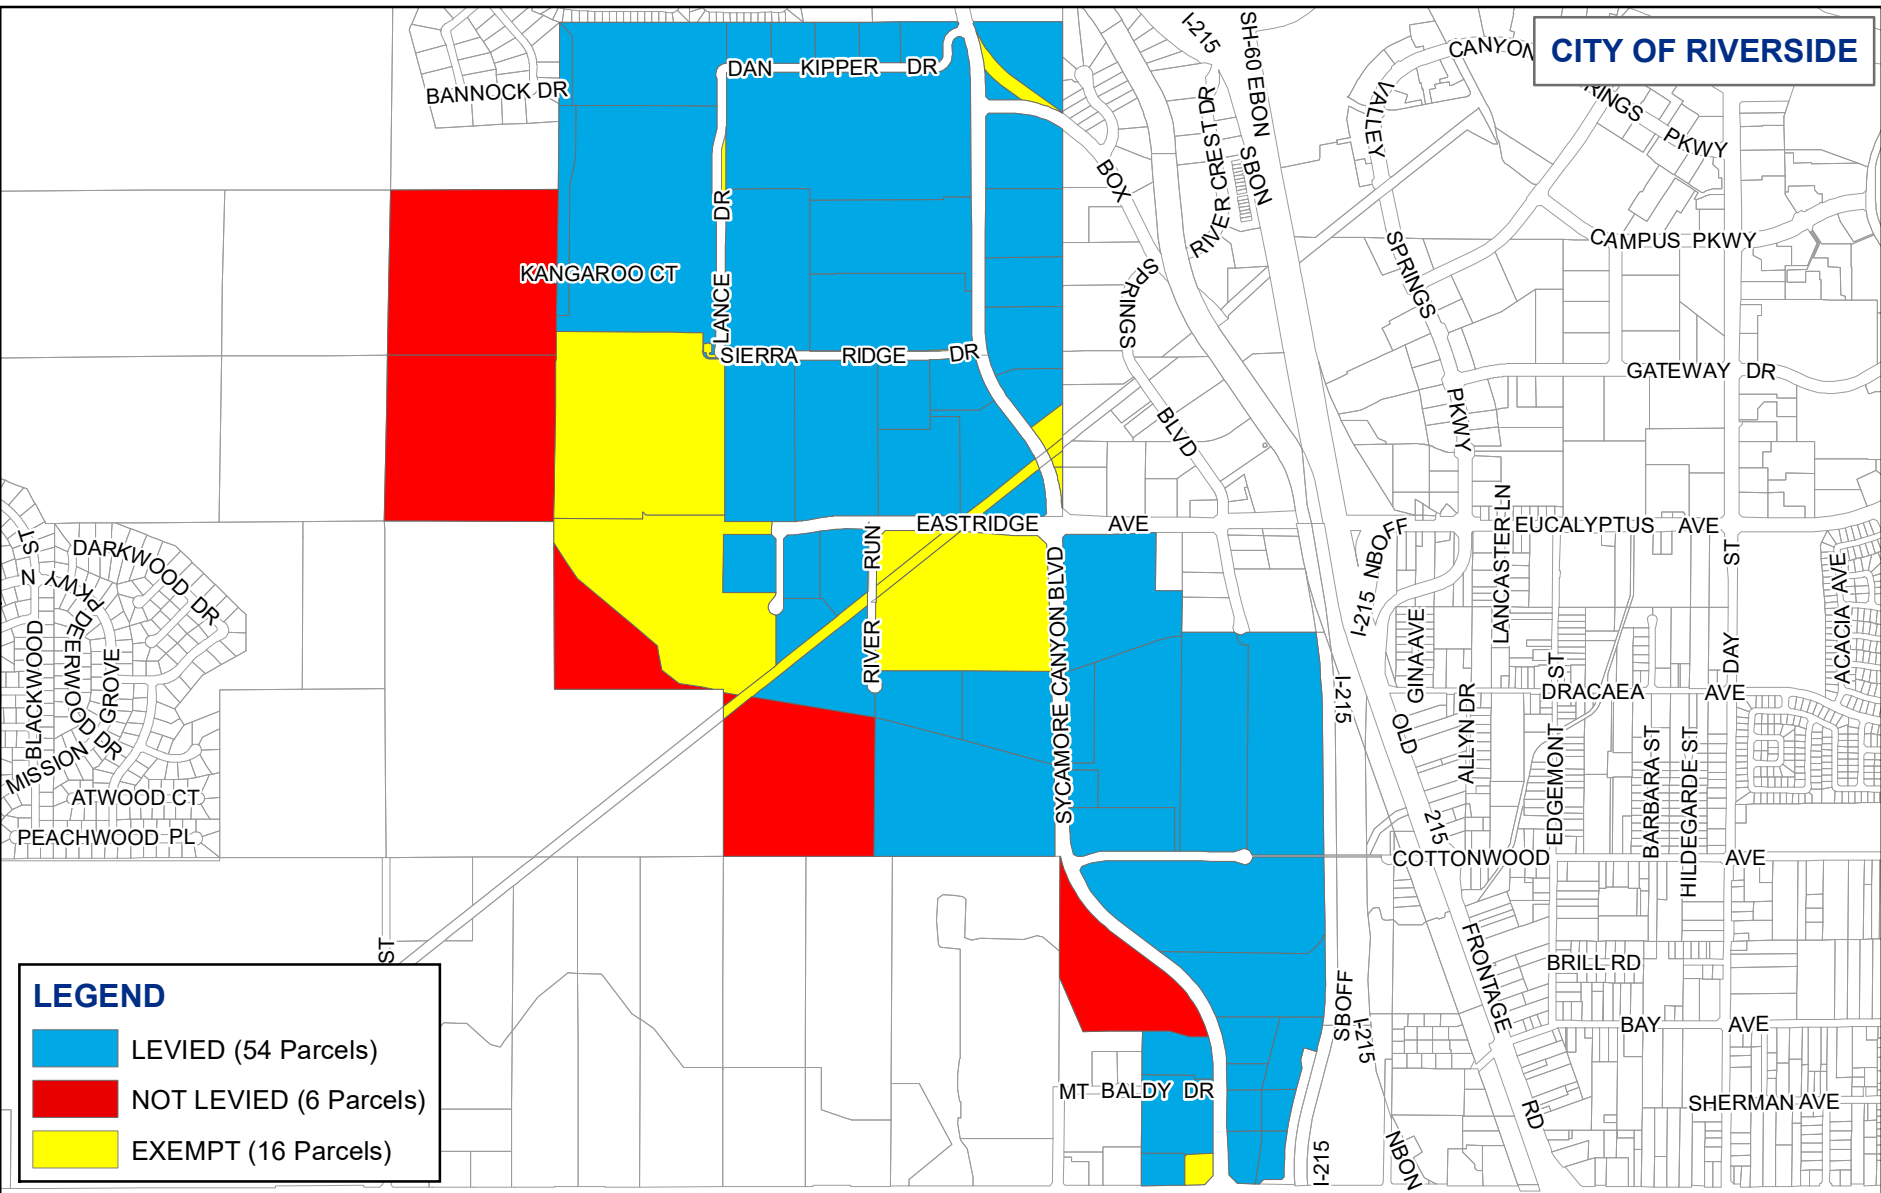 CITY OF RIVERSIDE
BANNOCK DR
DAN KIPPER DR
LANCE DR
KANGAROO CT
SIERRA RIDGE DR
EASTRIDGE AVE
RIVER RUN
SYCAMORE CANYON BLVD
BOX SPRINGS BLVD
I-215
SH-60 EBON SBON
RIVER CREST DR
VALLEY SPRINGS PKWY
CANYON
RINGS PKWY
CAMPUS PKWY
GATEWAY DR
EUCALYPTUS AVE
I-215 NBOFF
LANCASTER LN
GINA AVE
ALLYN DR
DRACAEA AVE
EDGEMONT ST
BARBARA ST
HILDEGARDE ST
DAY ST
ACACIA AVE
I-215
OLD 215 FRONTAGE RD
COTTONWOOD AVE
BRILL RD
BAY AVE
SHERMAN AVE
SBOFF
I-215
I-215
NBON
MT BALDY DR
ST
DARKWOOD DR
PKWY N
DEERWOOD DR
GROVE
BLACKWOOD
MISSION
ATWOOD CT
PEACHWOOD PL
ST
LEGEND
LEVIED (54 Parcels)
NOT LEVIED (6 Parcels)
EXEMPT (16 Parcels)